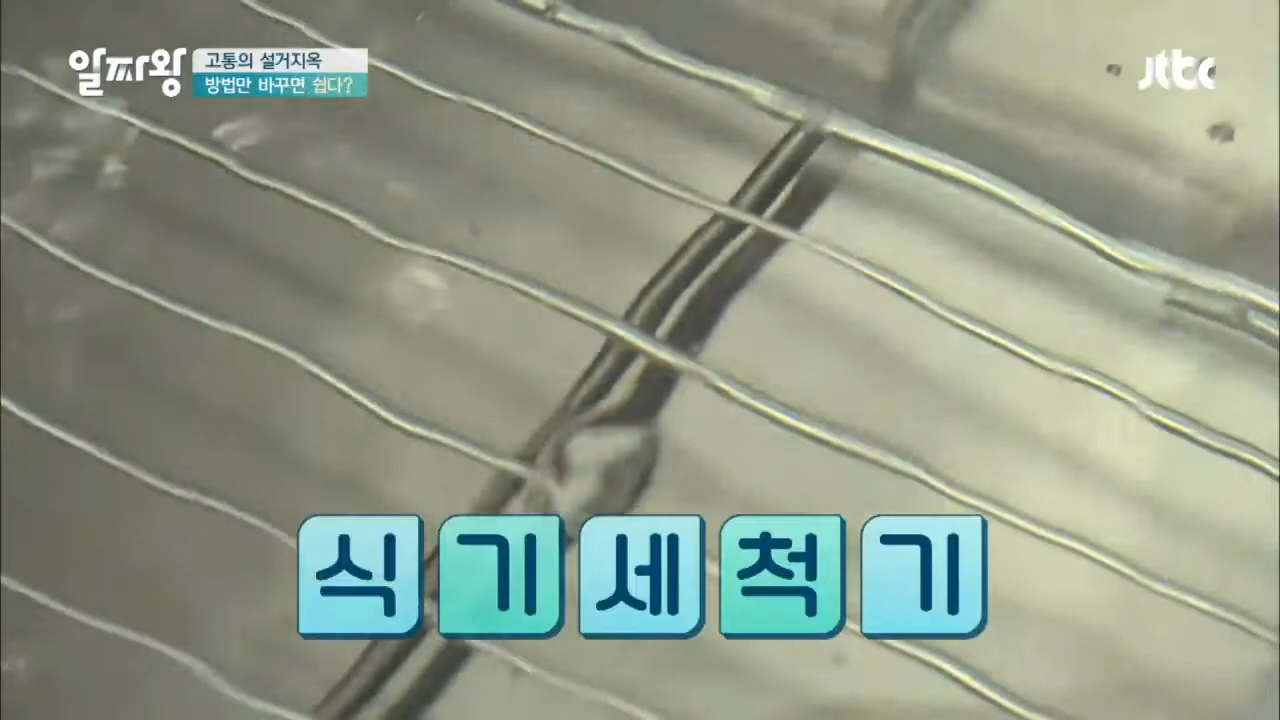 알짜왕
고통의 설거지옥
방법만 바꾸면 쉽다?
jtbc
식기세척기